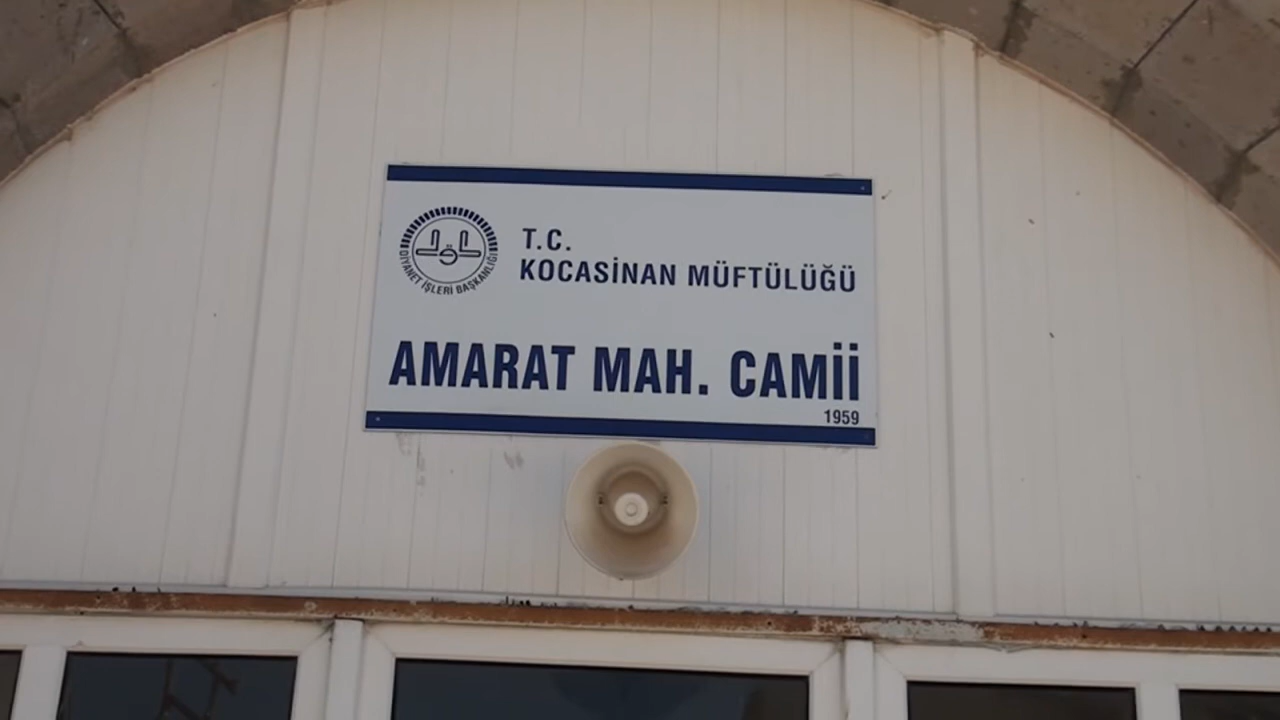 T.C.
KOCASİNAN MÜFTÜLÜĞÜ
DİYANET İŞLERİ BAŞKANLIĞI
AMARAT MAH. CAMİİ
1959